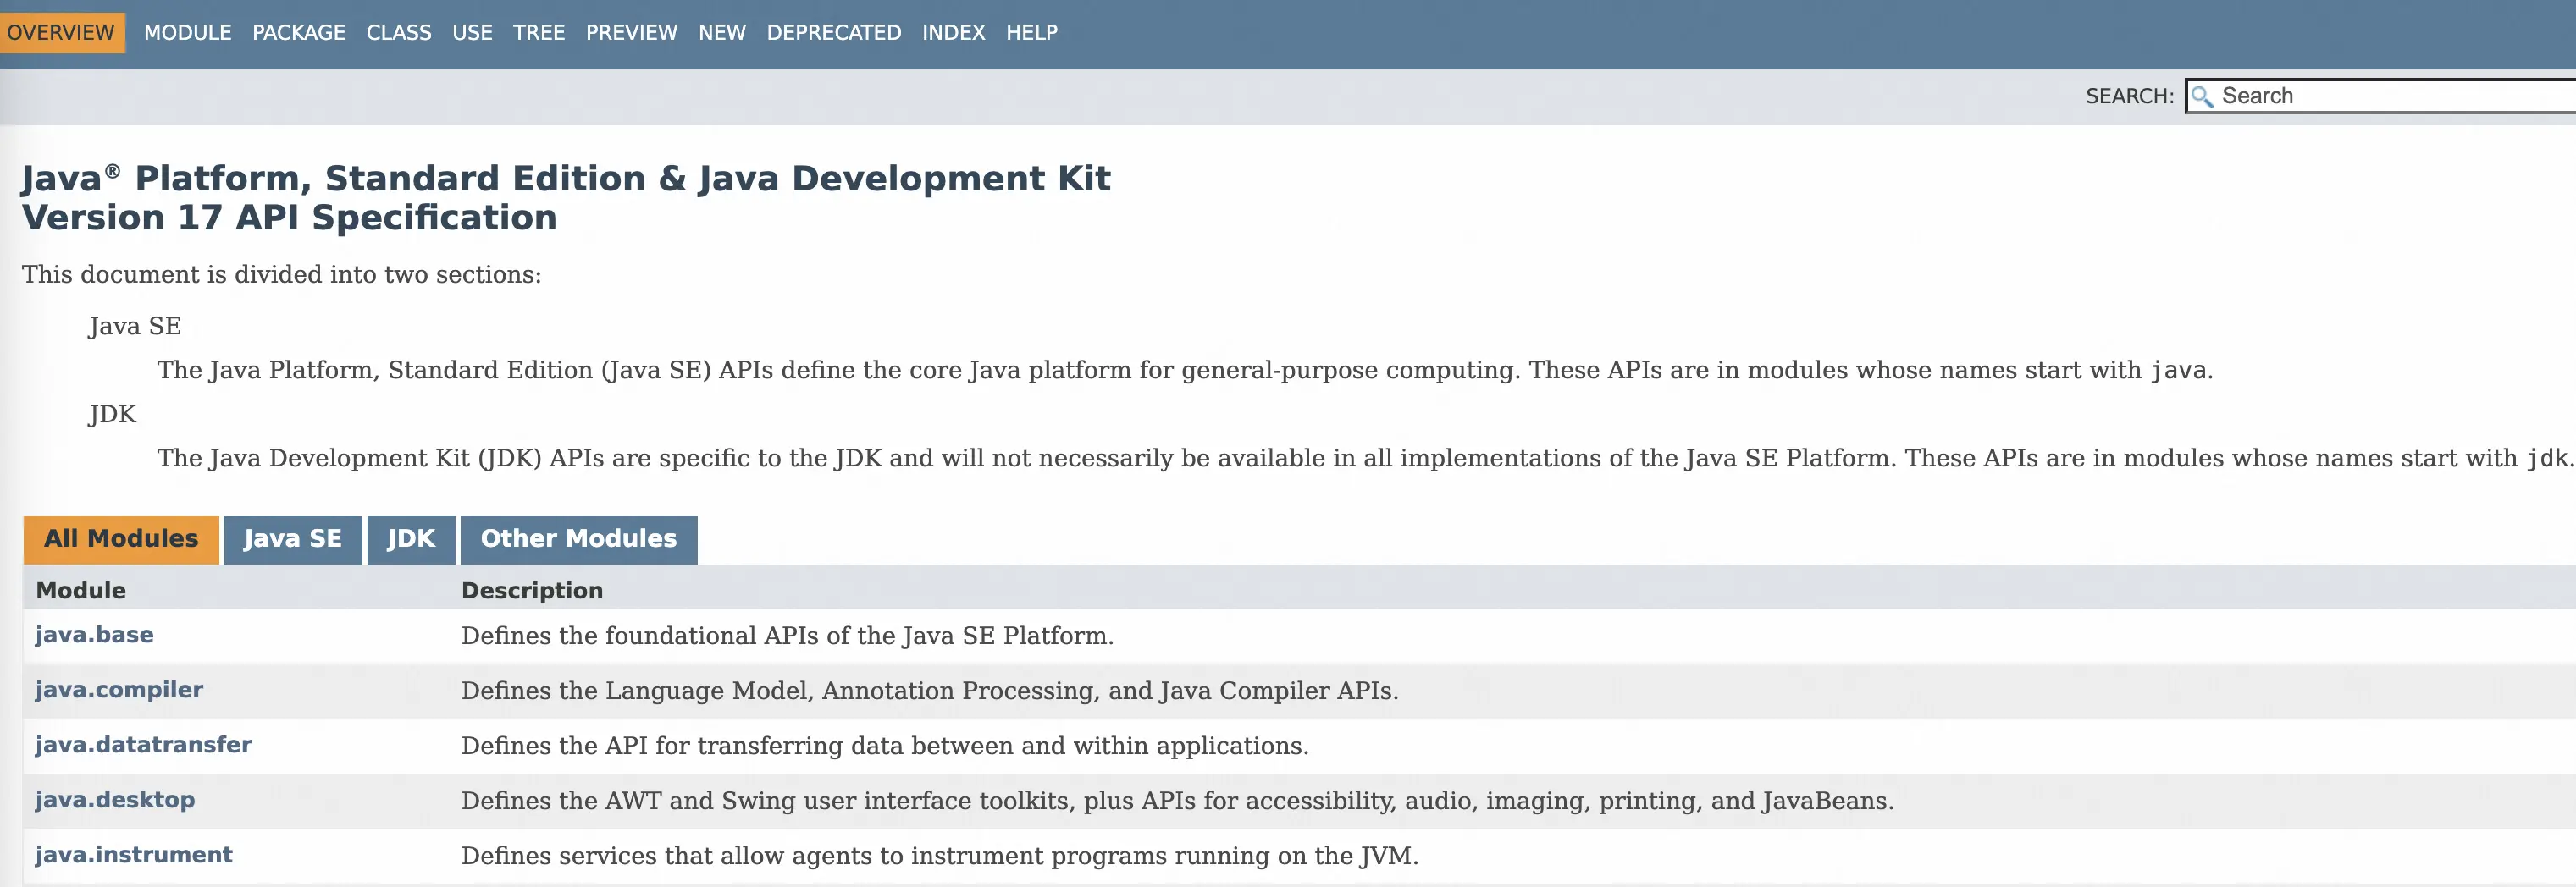 OVERVIEW MODULE PACKAGE CLASS USE TREE PREVIEW NEW DEPRECATED INDEX HELP
SEARCH: Search
Java® Platform, Standard Edition & Java Development Kit
Version 17 API Specification
This document is divided into two sections:
Java SE
The Java Platform, Standard Edition (Java SE) APIs define the core Java platform for general-purpose computing. These APIs are in modules whose names start with java.
JDK
The Java Development Kit (JDK) APIs are specific to the JDK and will not necessarily be available in all implementations of the Java SE Platform. These APIs are in modules whose names start with jdk.
All Modules Java SE JDK Other Modules
Module Description
java.base Defines the foundational APIs of the Java SE Platform.
java.compiler Defines the Language Model, Annotation Processing, and Java Compiler APIs.
java.datatransfer Defines the API for transferring data between and within applications.
java.desktop Defines the AWT and Swing user interface toolkits, plus APIs for accessibility, audio, imaging, printing, and JavaBeans.
java.instrument Defines services that allow agents to instrument programs running on the JVM.